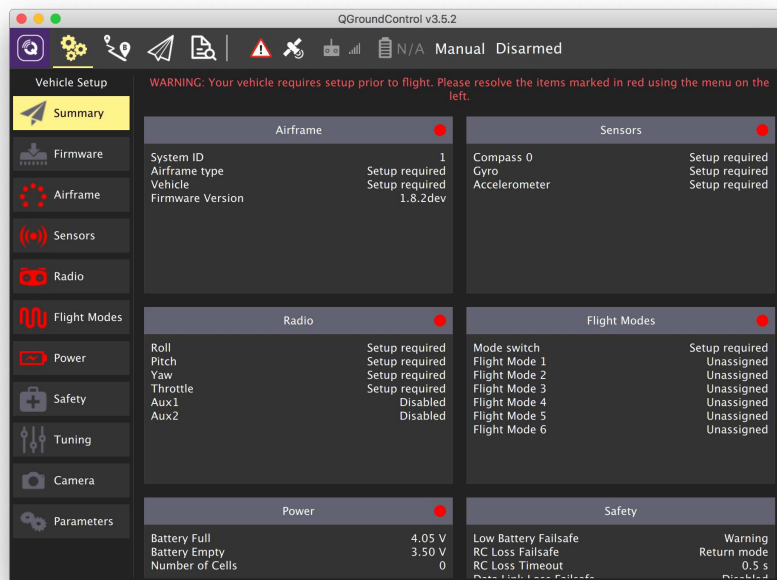 QGroundControl v3.5.2
N/A Manual Disarmed
Vehicle Setup
Summary
Firmware
Airframe
Sensors
Radio
Flight Modes
Power
Safety
Tuning
Camera
Parameters
WARNING: Your vehicle requires setup prior to flight. Please resolve the items marked in red using the menu on the
left.
Airframe
System ID 1
Airframe type Setup required
Vehicle Setup required
Firmware Version 1.8.2dev
Sensors
Compass 0 Setup required
Gyro Setup required
Accelerometer Setup required
Radio
Roll Setup required
Pitch Setup required
Yaw Setup required
Throttle Setup required
Aux1 Disabled
Aux2 Disabled
Flight Modes
Mode switch Setup required
Flight Mode 1 Unassigned
Flight Mode 2 Unassigned
Flight Mode 3 Unassigned
Flight Mode 4 Unassigned
Flight Mode 5 Unassigned
Flight Mode 6 Unassigned
Power
Battery Full 4.05 V
Battery Empty 3.50 V
Number of Cells 0
Safety
Low Battery Failsafe Warning
RC Loss Failsafe Return mode
RC Loss Timeout 0.5 s
Data Link Loss Failsafe Disabled